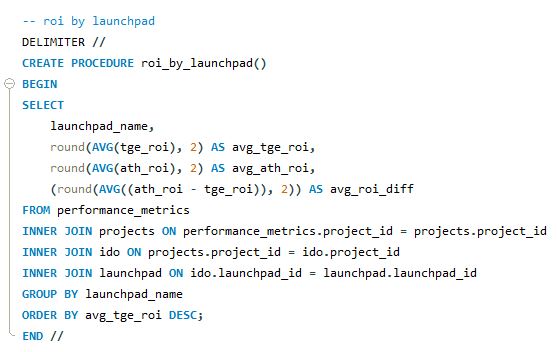 -- roi by launchpad
DELIMITER //
CREATE PROCEDURE roi_by_launchpad()
BEGIN
SELECT
launchpad_name,
round(AVG(tge_roi), 2) AS avg_tge_roi,
round(AVG(ath_roi), 2) AS avg_ath_roi,
(round(AVG((ath_roi - tge_roi)), 2)) AS avg_roi_diff
FROM performance_metrics
INNER JOIN projects ON performance_metrics.project_id = projects.project_id
INNER JOIN ido ON projects.project_id = ido.project_id
INNER JOIN launchpad ON ido.launchpad_id = launchpad.launchpad_id
GROUP BY launchpad_name
ORDER BY avg_tge_roi DESC;
END //